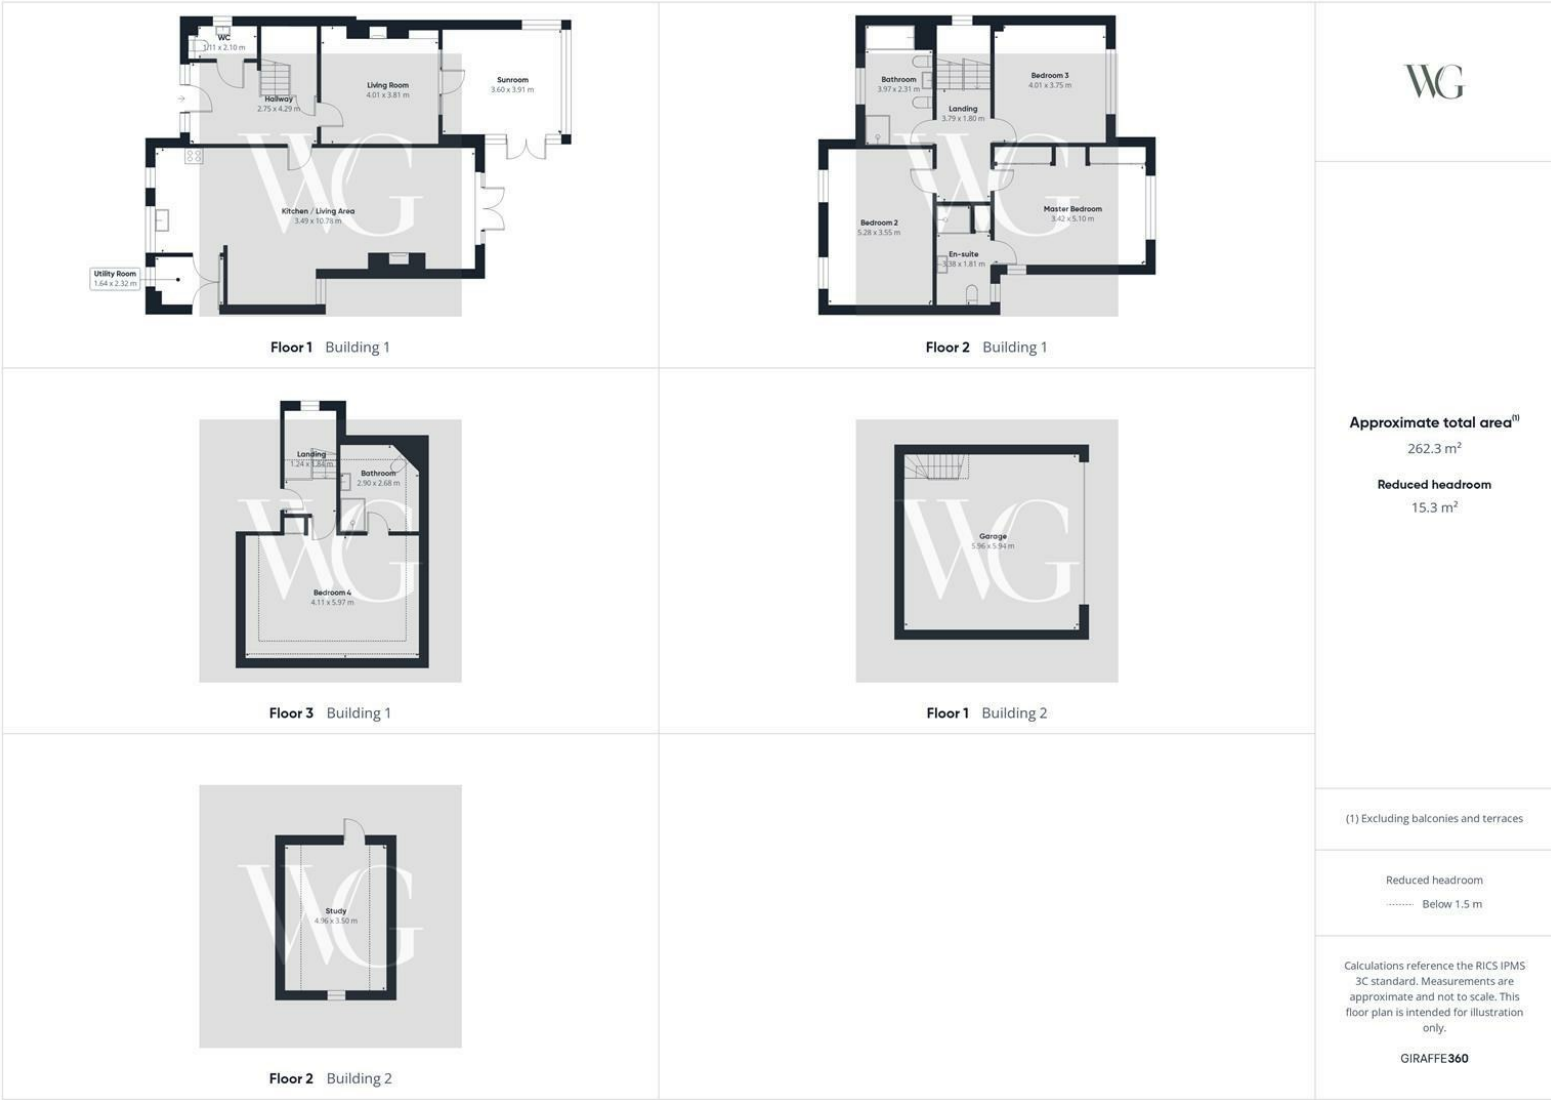 WC
1.11 x 2.10 m
Hallway
2.75 x 4.29 m
Living Room
4.01 x 3.81 m
Sunroom
3.60 x 3.91 m
Kitchen / Living Area
3.49 x 10.76 m
Utility Room
1.64 x 2.32 m
WG
Floor 1 Building 1
Bathroom
3.97 x 2.31 m
Landing
3.79 x 1.80 m
Bedroom 3
4.01 x 3.75 m
Bedroom 2
5.28 x 3.55 m
Master Bedroom
3.42 x 5.10 m
En-suite
3.38 x 1.81 m
WG
Floor 2 Building 1
Landing
1.24 x 1.84 m
Bathroom
2.90 x 2.68 m
Bedroom 4
4.11 x 5.97 m
WG
Floor 3 Building 1
Garage
5.96 x 5.94 m
WG
Floor 1 Building 2
Study
4.96 x 3.50 m
WG
Floor 2 Building 2
WG
Approximate total area(1)
262.3 m²
Reduced headroom
15.3 m²
(1) Excluding balconies and terraces
Reduced headroom
Below 1.5 m
Calculations reference the RICS IPMS
3C standard. Measurements are
approximate and not to scale. This
floor plan is intended for illustration
only.
GIRAFFE360